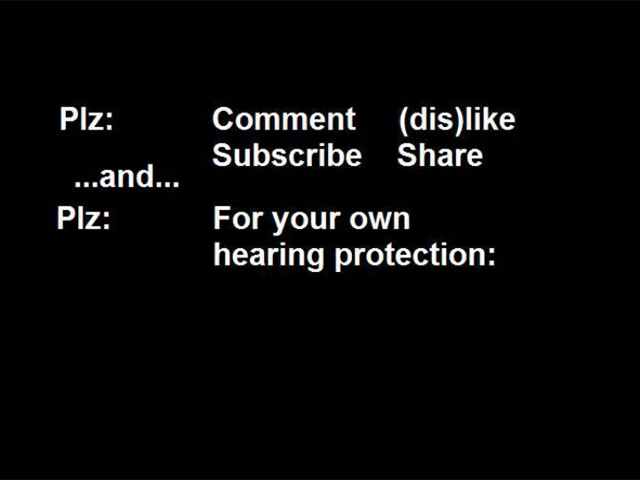 Plz: Comment (dis)like
Subscribe Share
...and...
Plz: For your own
hearing protection: